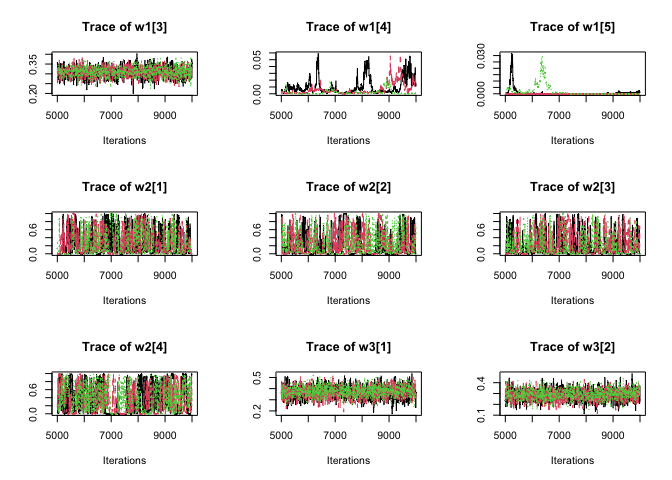 Trace of w1[3]
0.20 0.35
5000 7000 9000
Iterations
Trace of w1[4]
0.00 0.05
5000 7000 9000
Iterations
Trace of w1[5]
0.000 0.030
5000 7000 9000
Iterations
Trace of w2[1]
0.0 0.6
5000 7000 9000
Iterations
Trace of w2[2]
0.0 0.6
5000 7000 9000
Iterations
Trace of w2[3]
0.0 0.6
5000 7000 9000
Iterations
Trace of w2[4]
0.0 0.6
5000 7000 9000
Iterations
Trace of w3[1]
0.2 0.5
5000 7000 9000
Iterations
Trace of w3[2]
0.1 0.4
5000 7000 9000
Iterations